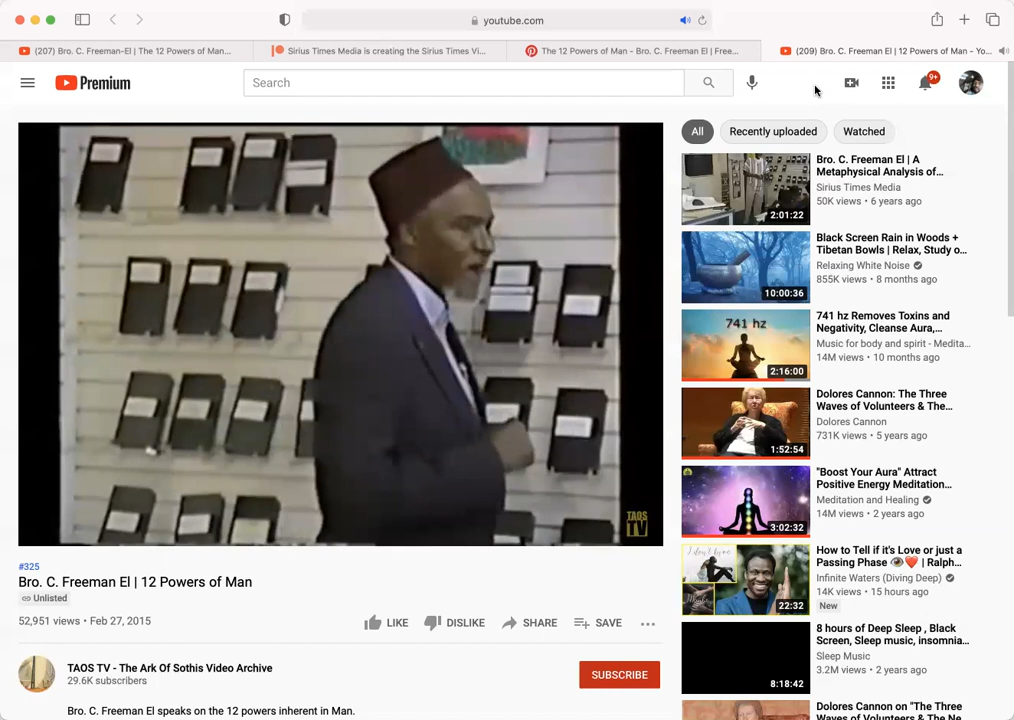 youtube.com
(207) Bro. C. Freeman-El | The 12 Powers of Man...
Sirius Times Media is creating the Sirius Times Vi...
The 12 Powers of Man - Bro. C. Freeman El | Free...
(209) Bro. C. Freeman El | 12 Powers of Man - Yo...
Premium
Search
9+
All
Recently uploaded
Watched
Bro. C. Freeman El | A
Metaphysical Analysis of...
Sirius Times Media
50K views • 6 years ago
2:01:22
Black Screen Rain in Woods +
Tibetan Bowls | Relax, Study o...
Relaxing White Noise
855K views • 8 months ago
10:00:36
741 hz
741 hz Removes Toxins and
Negativity, Cleanse Aura,...
Music for body and spirit - Medita...
14M views • 10 months ago
2:16:00
Dolores Cannon: The Three
Waves of Volunteers & The...
Dolores Cannon
731K views • 5 years ago
1:52:54
"Boost Your Aura" Attract
Positive Energy Meditation...
Meditation and Healing
14M views • 2 years ago
3:02:32
How to Tell if it's Love or just a
Passing Phase 👁️❤️ | Ralph...
Infinite Waters (Diving Deep)
14K views • 15 hours ago
New
22:32
8 hours of Deep Sleep , Black
Screen, Sleep music, insomnia...
Sleep Music
3.2M views • 2 years ago
8:18:42
Dolores Cannon on "The Three
Waves of Volunteers & The Ne
TAOS
TV
#325
Bro. C. Freeman El | 12 Powers of Man
Unlisted
52,951 views • Feb 27, 2015
LIKE
DISLIKE
SHARE
SAVE
TAOS TV - The Ark Of Sothis Video Archive
29.6K subscribers
SUBSCRIBE
Bro. C. Freeman El speaks on the 12 powers inherent in Man.